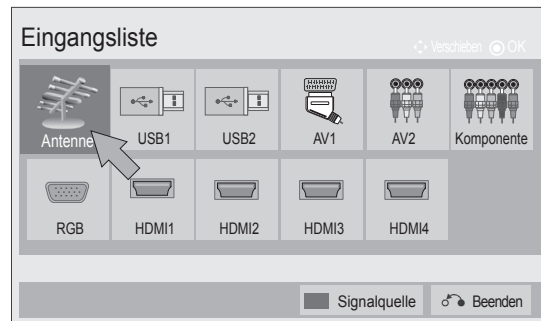 Eingangsliste
Verschieben OK
Antenne USB1 USB2 AV1 AV2 Komponente
RGB HDMI1 HDMI2 HDMI3 HDMI4
Signalquelle Beenden